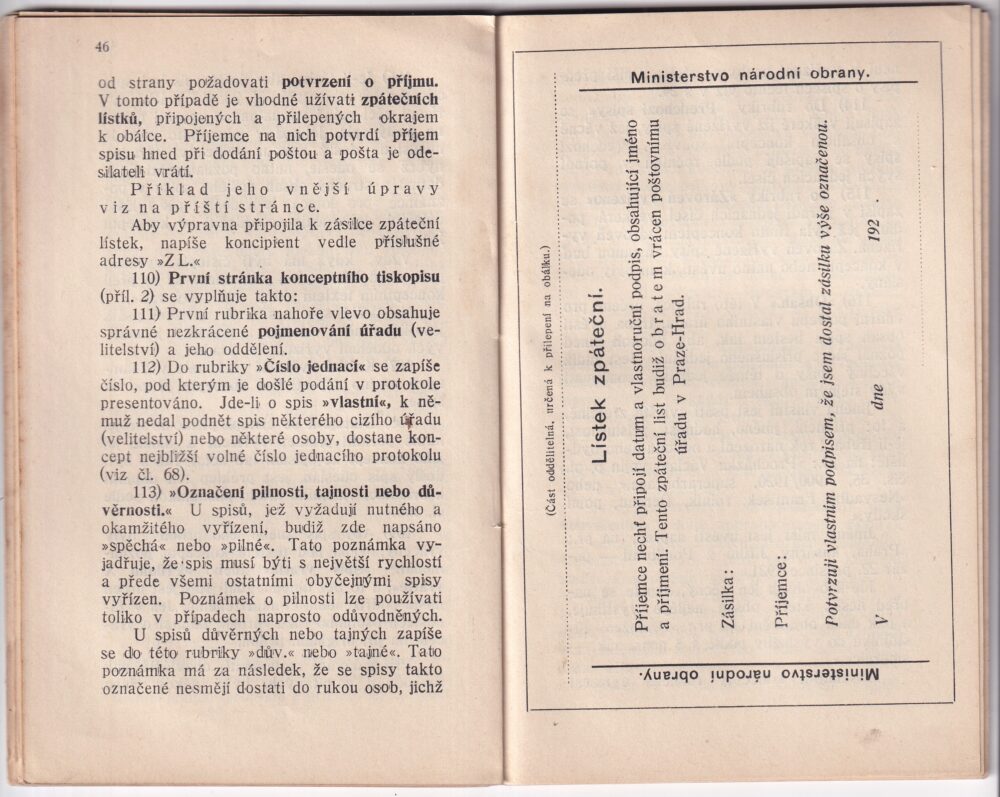 46
od strany požadovati potvrzení o příjmu.
V tomto případě je vhodné užívati zpátečních
lístků, připojených a přilepených okrajem
k obálce. Příjemce na nich potvrdí příjem
spisu hned při dodání poštou a pošta je ode-
silateli vrátí.
Příklad jeho vnější úpravy
viz na příští stránce.
Aby výpravna připojila k zásilce zpáteční
lístek, napíše koncipient vedle příslušné
adresy »Z L.«
110) První stránka konceptního tiskopisu
(příl. 2) se vyplňuje takto:
111) První rubrika nahoře vlevo obsahuje
správné nezkrácené pojmenování úřadu (ve-
litelství) a jeho oddělení.
112) Do rubriky »Číslo jednací« se zapíše
číslo, pod kterým je došlé podání v protokole
presentováno. Jde-li o spis »vlastní«, k ně-
muž nedal podnět spis některého cizího úřadu
(velitelství) nebo některé osoby, dostane kon-
cept nejbližší volné číslo jednacího protokolu
(viz čl. 68).
113) »Označení pilnosti, tajnosti nebo dů-
věrnosti.« U spisů, jež vyžadují nutného a
okamžitého vyřízení, budiž zde napsáno
»spěchá« nebo »pilné«. Tato poznámka vy-
jadřuje, že spis musí býti s největší rychlostí
a přede všemi ostatními obyčejnými spisy
vyřízen. Poznámek o pilnosti lze používati
toliko v případech naprosto odůvodněných.
U spisů důvěrných nebo tajných zapíše
se do této rubriky »dův.« nebo »tajné«. Tato
poznámka má za následek, že se spisy takto
označené nesmějí dostati do rukou osob, jichž
Ministerstvo národní obrany.
(Část oddělitelná, určená k přilepení na obálku.)
Lístek zpáteční.
Příjemce nechť připojí datum a vlastnoruční podpis, obsahující jméno
a příjmení. Tento zpáteční list budiž obratem vrácen poštovnímu
úřadu v Praze-Hrad.
Zásilka:
Příjemce:
Potvrzuji vlastním podpisem, že jsem dostal zásilku výše označenou.
V dne 192 .
Ministerstvo národní obrany.